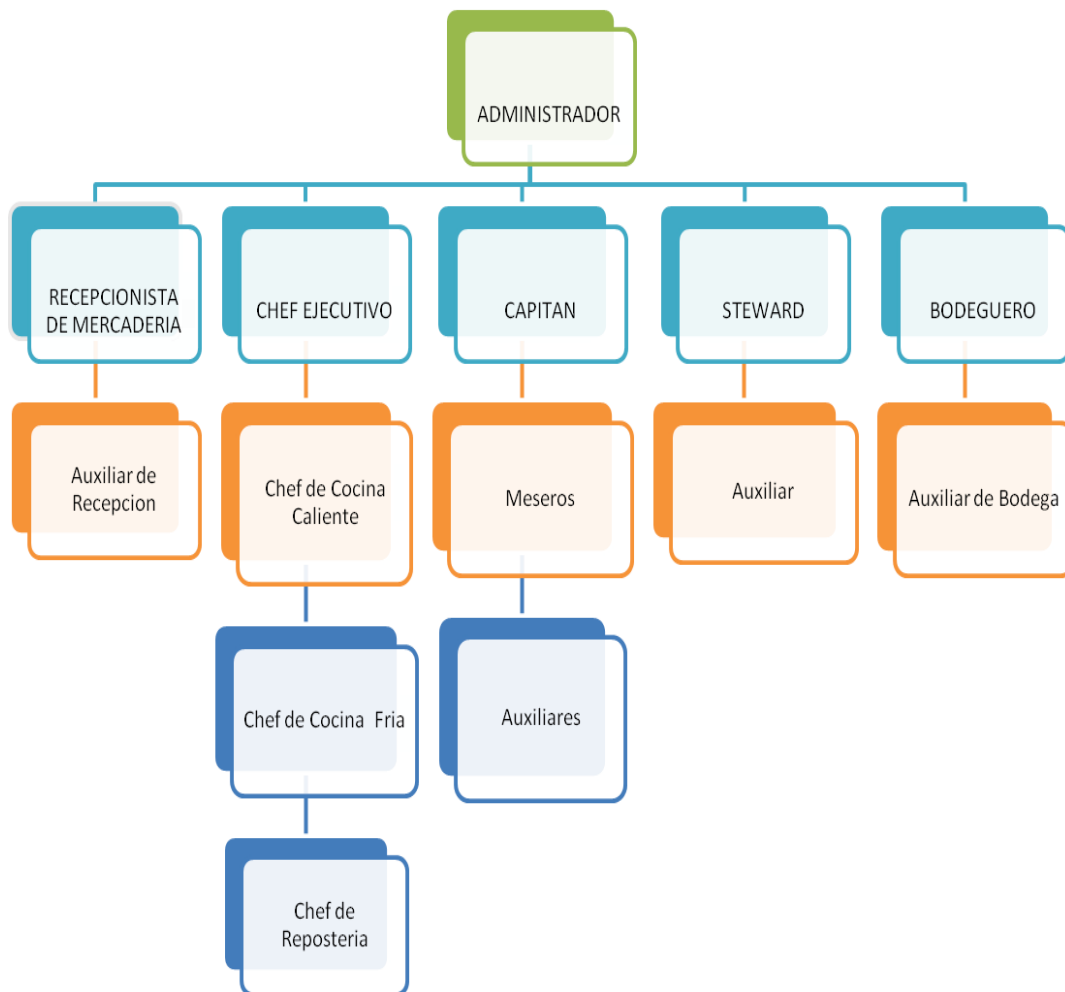 ADMINISTRADOR
RECEPCIONISTA
DE MERCADERIA
CHEF EJECUTIVO
CAPITAN
STEWARD
BODEGUERO
Auxiliar de
Recepcion
Chef de Cocina
Caliente
Meseros
Auxiliar
Auxiliar de Bodega
Chef de Cocina Fria
Auxiliares
Chef de
Reposteria